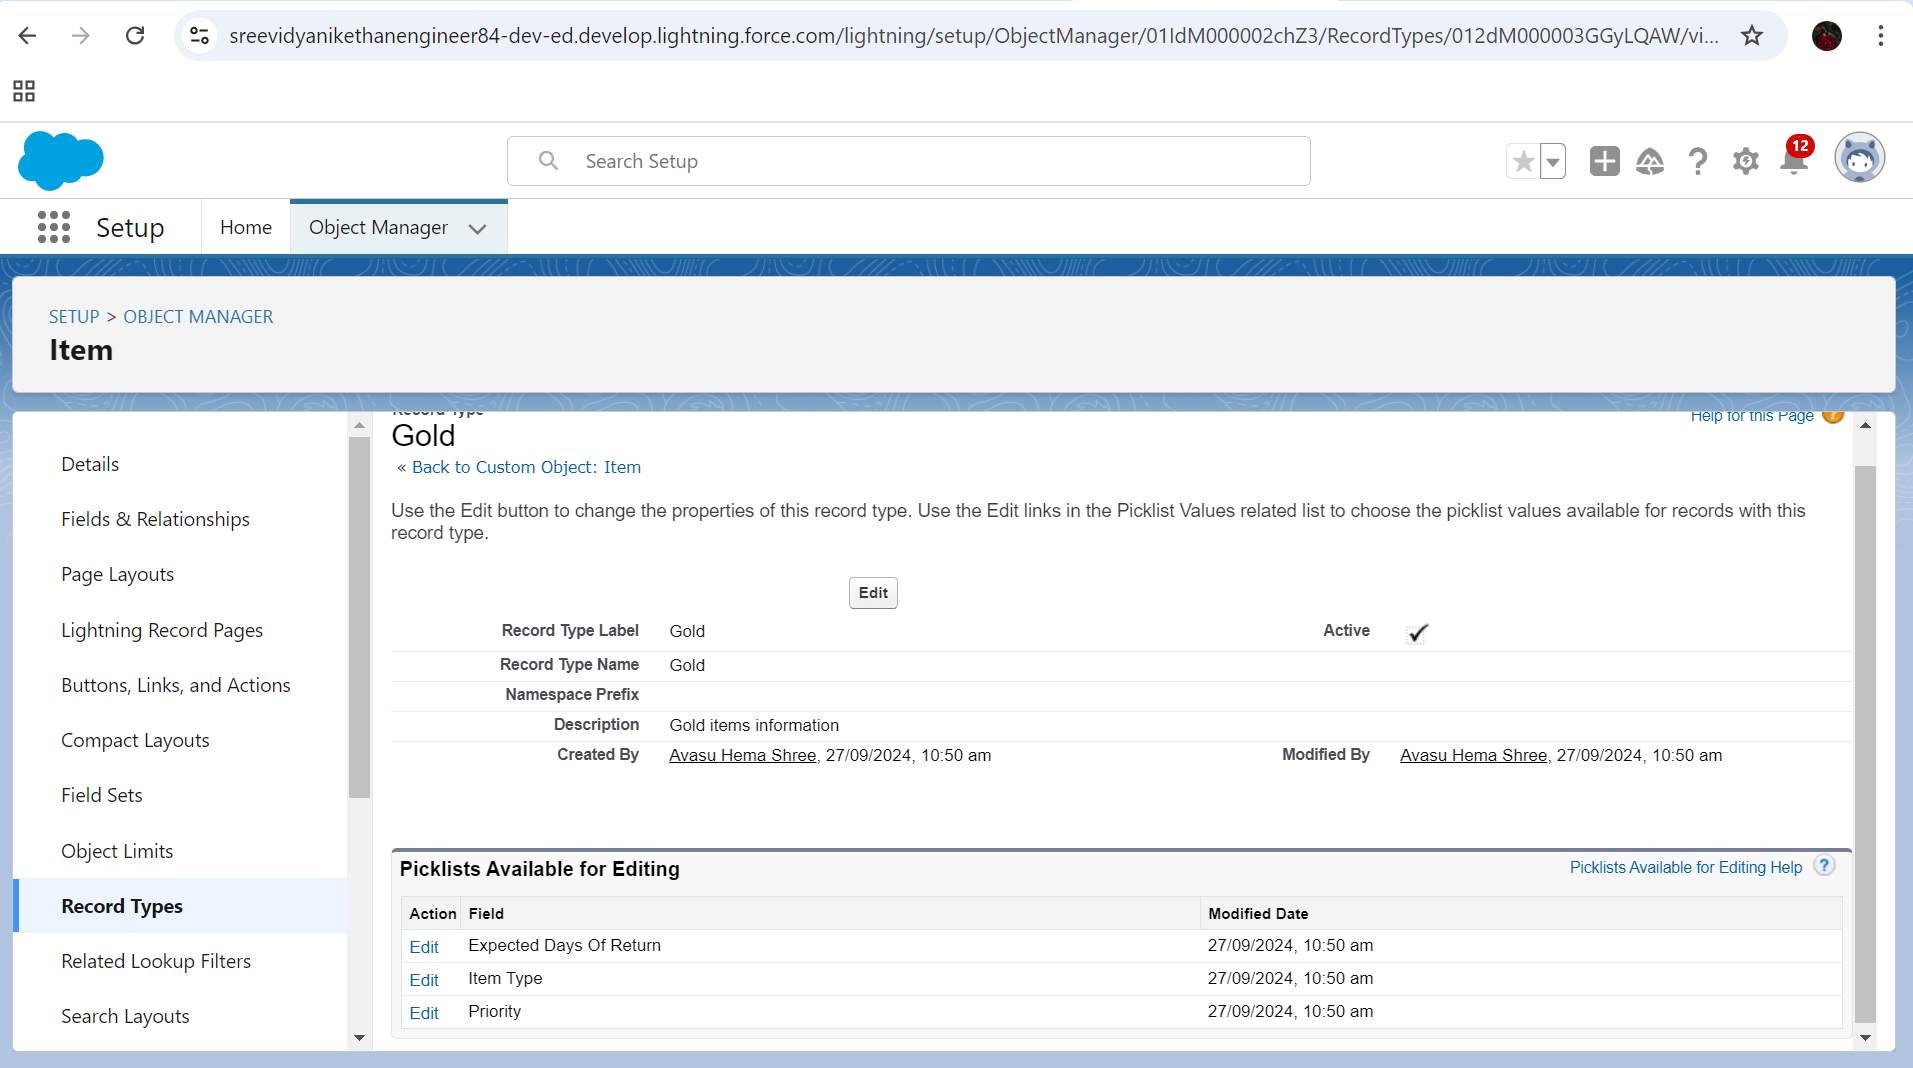 sreevidyanikethanengineer84-dev-ed.develop.lightning.force.com/lightning/setup/ObjectManager/01IdM000002chZ3/RecordTypes/012dM000003GGyLQAW/vi...
Search Setup
12
Setup
Home
Object Manager
SETUP > OBJECT MANAGER
Item
Details
Fields & Relationships
Page Layouts
Lightning Record Pages
Buttons, Links, and Actions
Compact Layouts
Field Sets
Object Limits
Record Types
Related Lookup Filters
Search Layouts
Record Type
Help for this Page
Gold
« Back to Custom Object: Item
Use the Edit button to change the properties of this record type. Use the Edit links in the Picklist Values related list to choose the picklist values available for records with this
record type.
Edit
Record Type Label Gold Active
Record Type Name Gold
Namespace Prefix
Description Gold items information
Created By Avasu Hema Shree, 27/09/2024, 10:50 am Modified By Avasu Hema Shree, 27/09/2024, 10:50 am
Picklists Available for Editing
Picklists Available for Editing Help ?
Action Field Modified Date
Edit Expected Days Of Return 27/09/2024, 10:50 am
Edit Item Type 27/09/2024, 10:50 am
Edit Priority 27/09/2024, 10:50 am